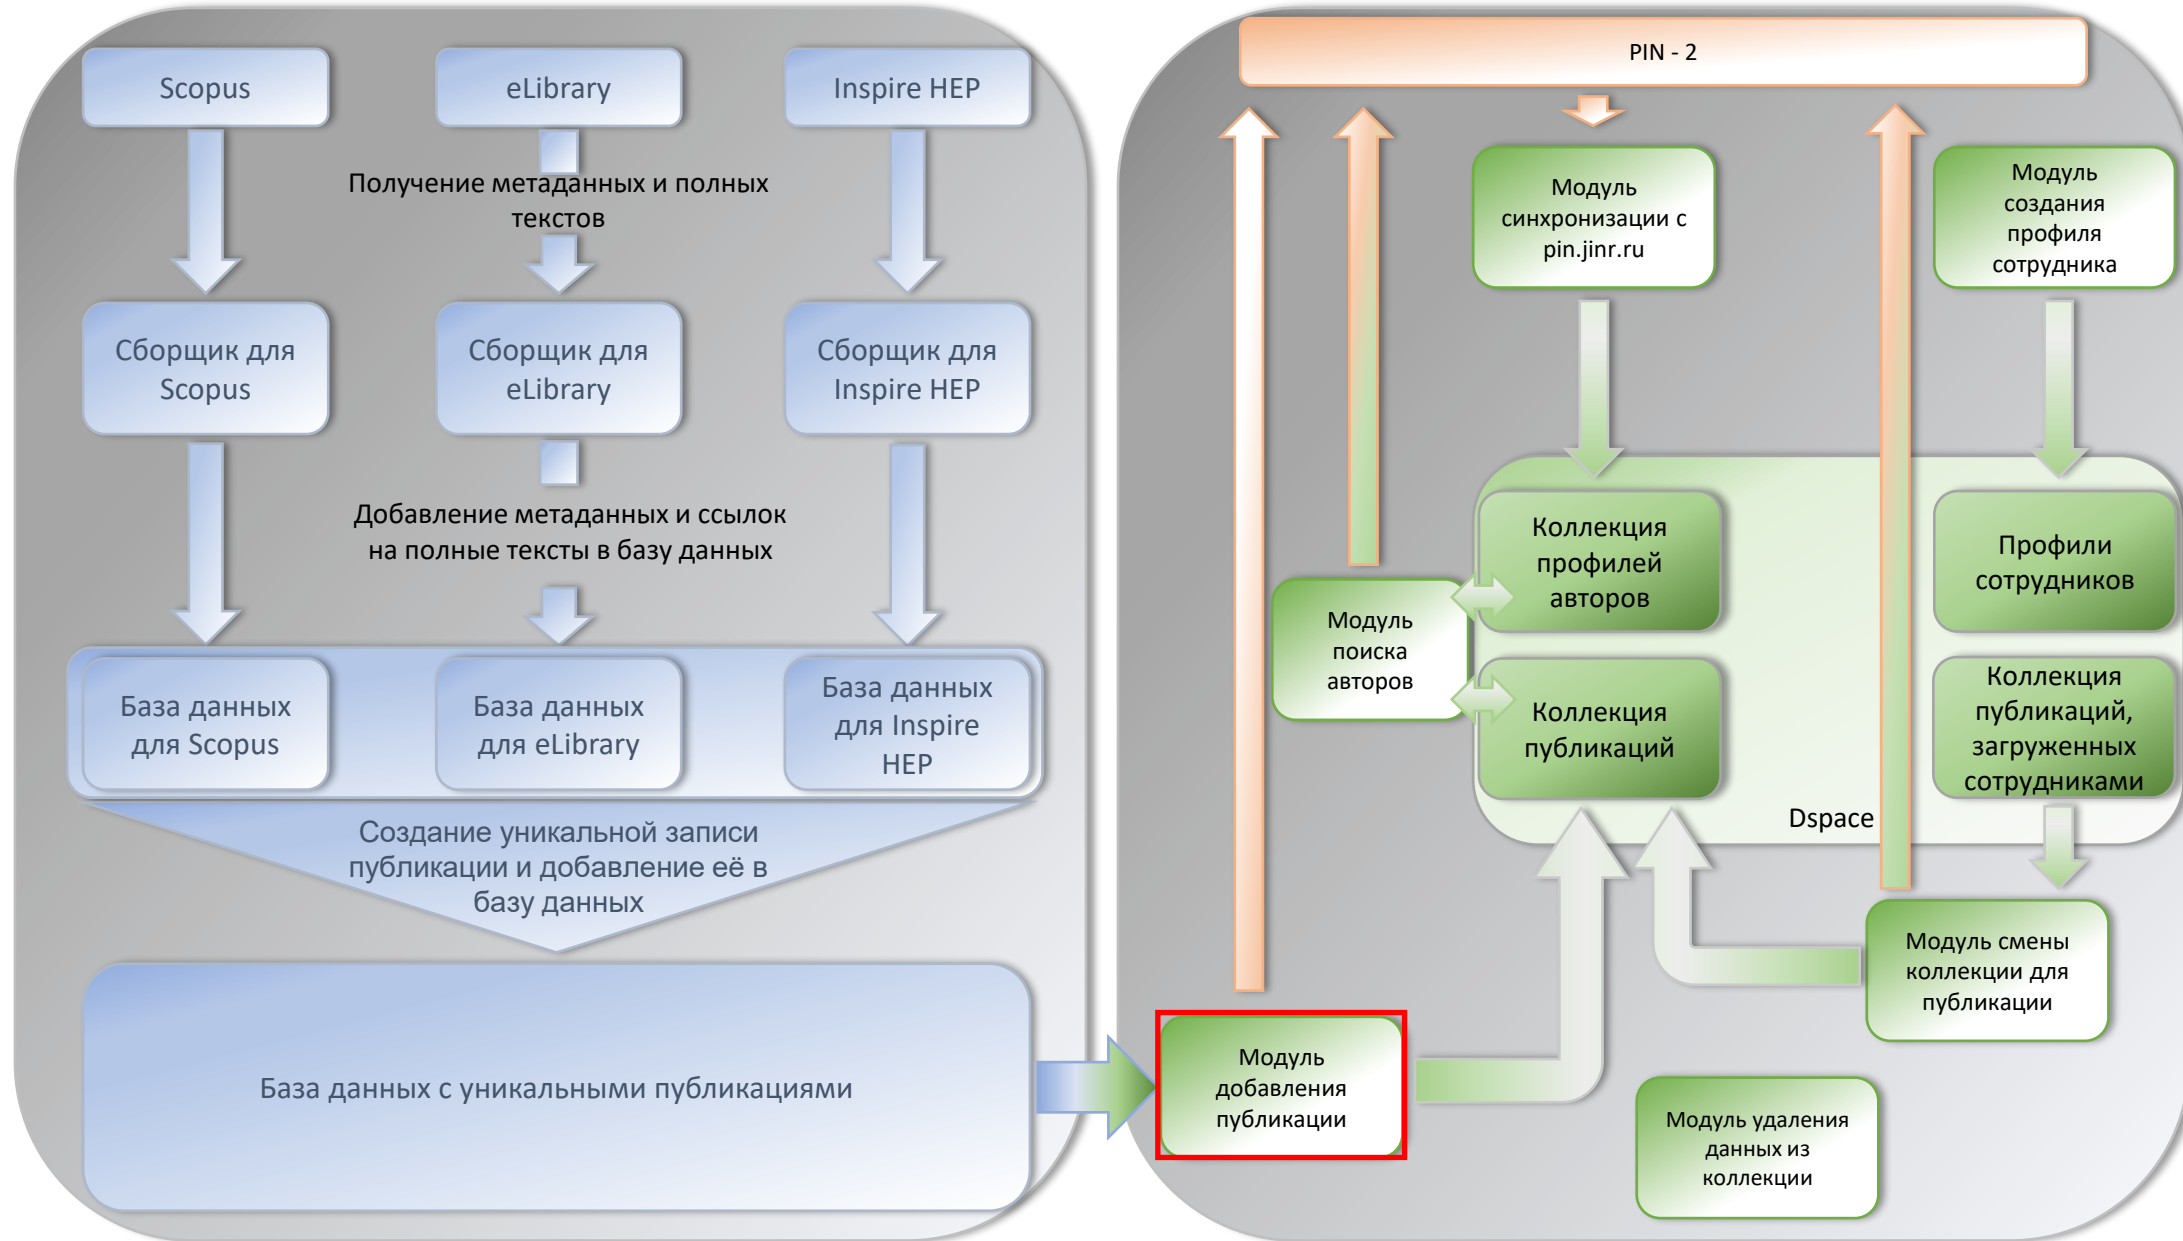 Scopus
eLibrary
Inspire HEP
Получение метаданных и полных
текстов
Сборщик для
Scopus
Сборщик для
eLibrary
Сборщик для
Inspire HEP
Добавление метаданных и ссылок
на полные тексты в базу данных
База данных
для Scopus
База данных
для eLibrary
База данных
для Inspire
HEP
Создание уникальной записи
публикации и добавление её в
базу данных
База данных с уникальными публикациями
PIN - 2
Модуль
синхронизации с
pin.jinr.ru
Модуль
создания
профиля
сотрудника
Коллекция
профилей
авторов
Профили
сотрудников
Модуль
поиска
авторов
Коллекция
публикаций
Коллекция
публикаций,
загруженных
сотрудниками
Dspace
Модуль смены
коллекции для
публикации
Модуль
добавления
публикации
Модуль удаления
данных из
коллекции